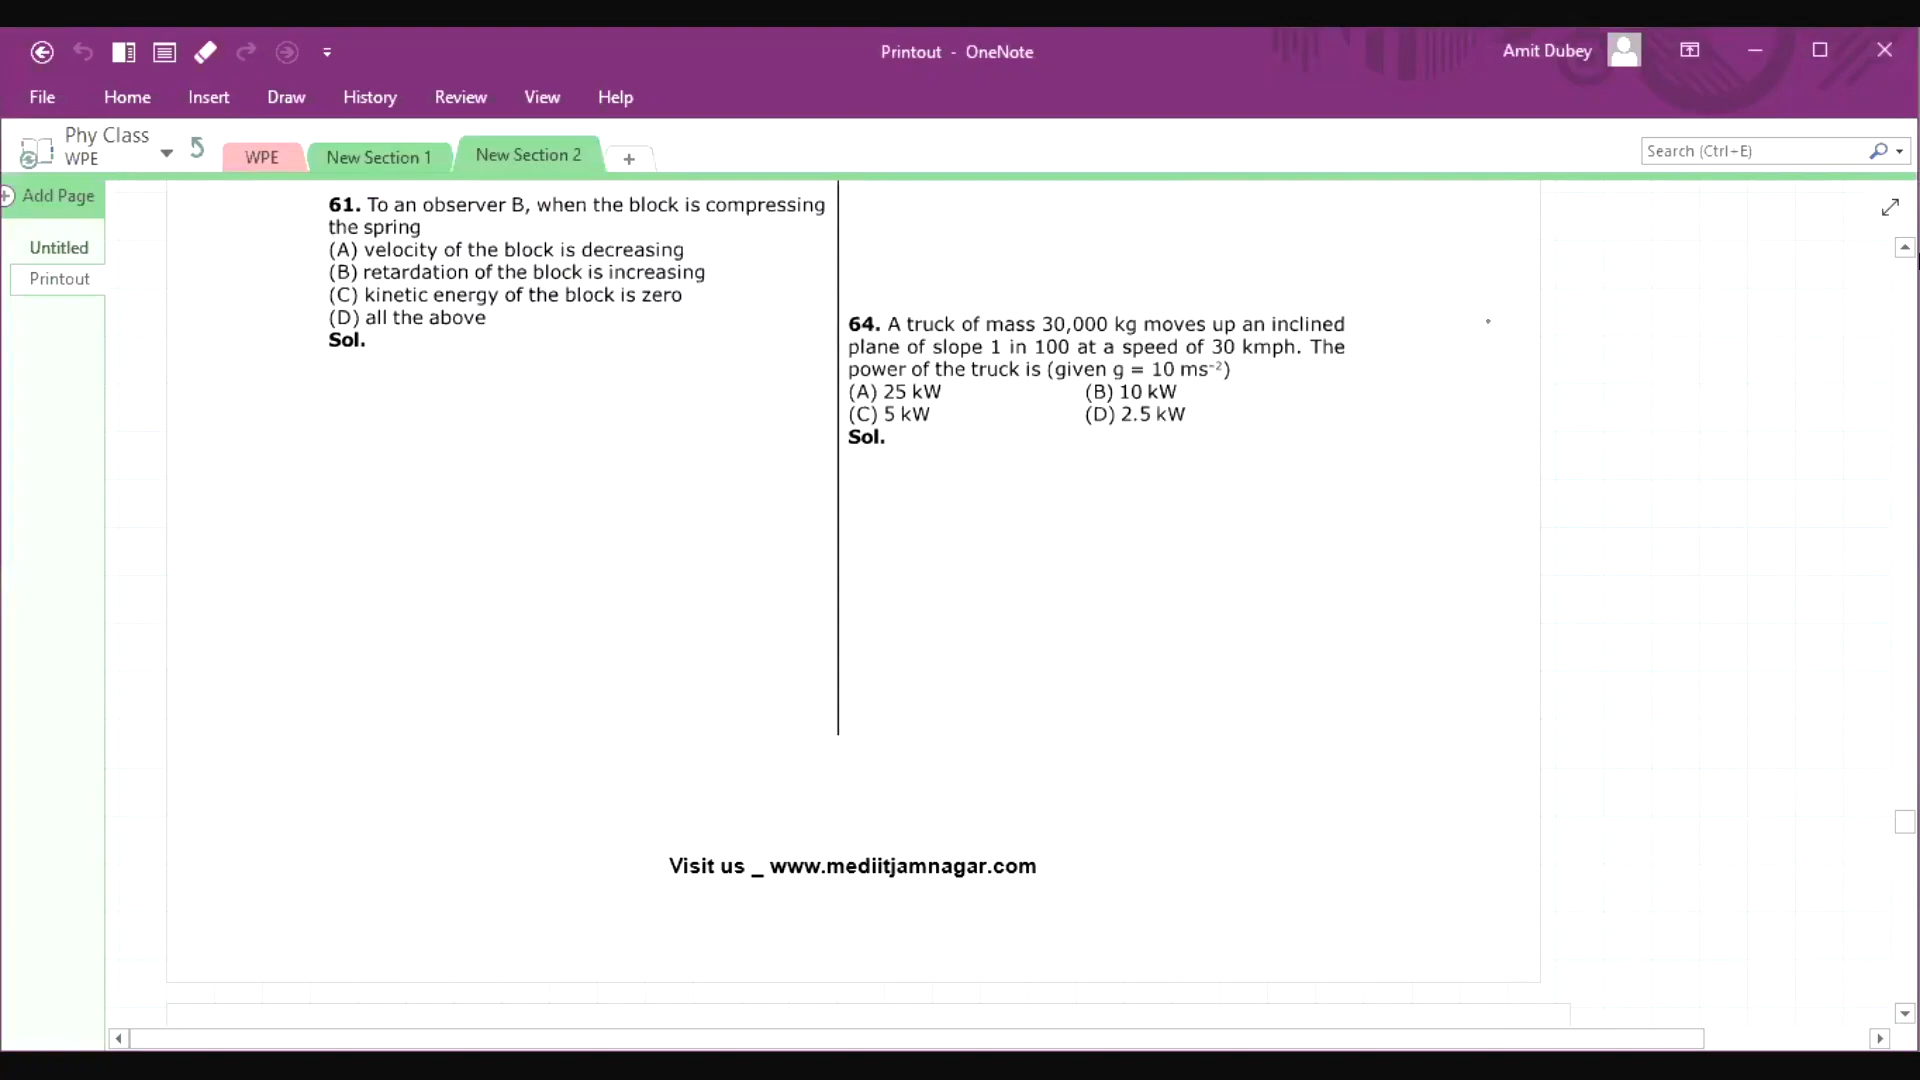 Printout - OneNote
Amit Dubey
File Home Insert Draw History Review View Help
Phy Class
WPE
WPE
New Section 1
New Section 2
+
Search (Ctrl+E)
Add Page
Untitled
Printout
61. To an observer B, when the block is compressing
the spring
(A) velocity of the block is decreasing
(B) retardation of the block is increasing
(C) kinetic energy of the block is zero
(D) all the above
Sol.
64. A truck of mass 30,000 kg moves up an inclined
plane of slope 1 in 100 at a speed of 30 kmph. The
power of the truck is (given g = 10 ms⁻²)
(A) 25 kW (B) 10 kW
(C) 5 kW (D) 2.5 kW
Sol.
Visit us _ www.mediitjamnagar.com